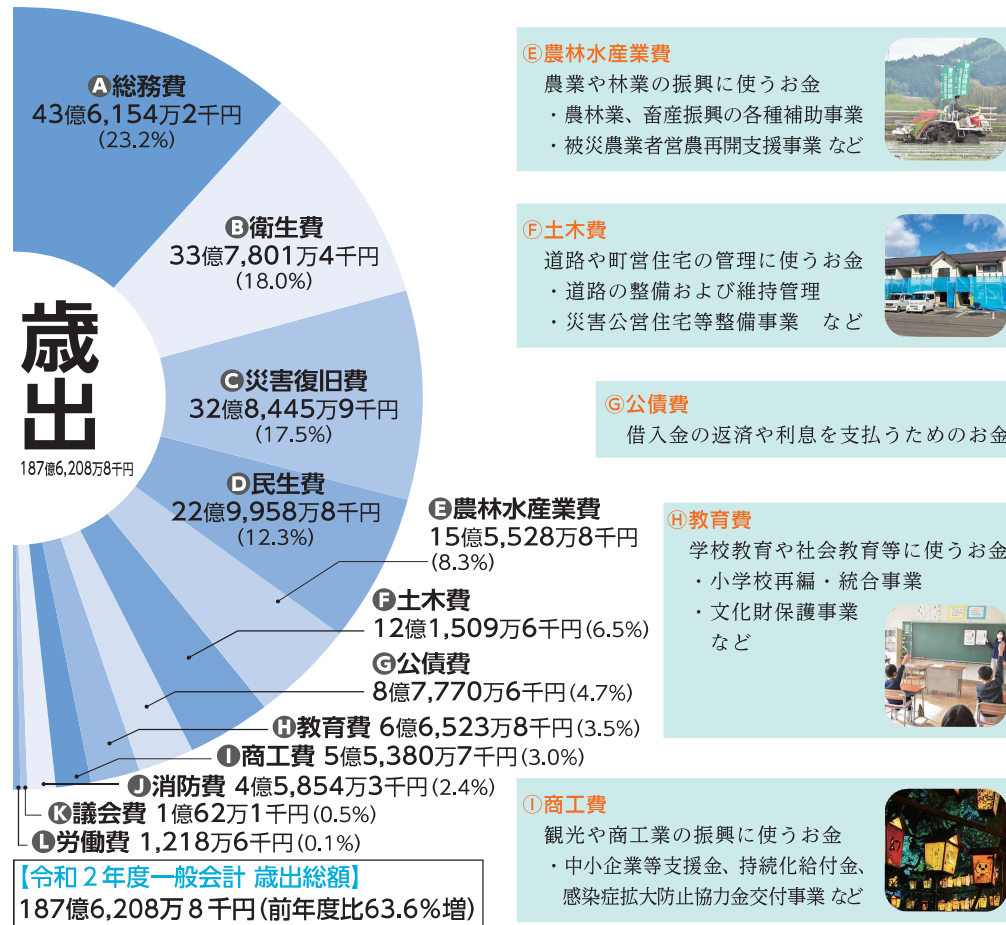 Ⓐ総務費
43億6,154万2千円
(23.2%)
Ⓑ衛生費
33億7,801万4千円
(18.0%)
Ⓒ災害復旧費
32億8,445万9千円
(17.5%)
Ⓓ民生費
22億9,958万8千円
(12.3%)
Ⓔ農林水産業費
15億5,528万8千円
(8.3%)
Ⓕ土木費
12億1,509万6千円(6.5%)
Ⓖ公債費
8億7,770万6千円(4.7%)
Ⓗ教育費 6億6,523万8千円(3.5%)
Ⓘ商工費 5億5,380万7千円(3.0%)
Ⓙ消防費 4億5,854万3千円(2.4%)
Ⓚ議会費 1億62万1千円(0.5%)
Ⓛ労働費 1,218万6千円(0.1%)
歳出
187億6,208万8千円
【令和2年度一般会計 歳出総額】
187億6,208万8千円(前年度比63.6%増)
Ⓔ農林水産業費
農業や林業の振興に使うお金
・農林業、畜産振興の各種補助事業
・被災農業者営農再開支援事業 など
Ⓕ土木費
道路や町営住宅の管理に使うお金
・道路の整備および維持管理
・災害公営住宅等整備事業 など
Ⓖ公債費
借入金の返済や利息を支払うためのお金
Ⓗ教育費
学校教育や社会教育等に使うお金
・小学校再編・統合事業
・文化財保護事業
など
Ⓘ商工費
観光や商工業の振興に使うお金
・中小企業等支援金、持続化給付金、
感染症拡大防止協力金交付事業 など